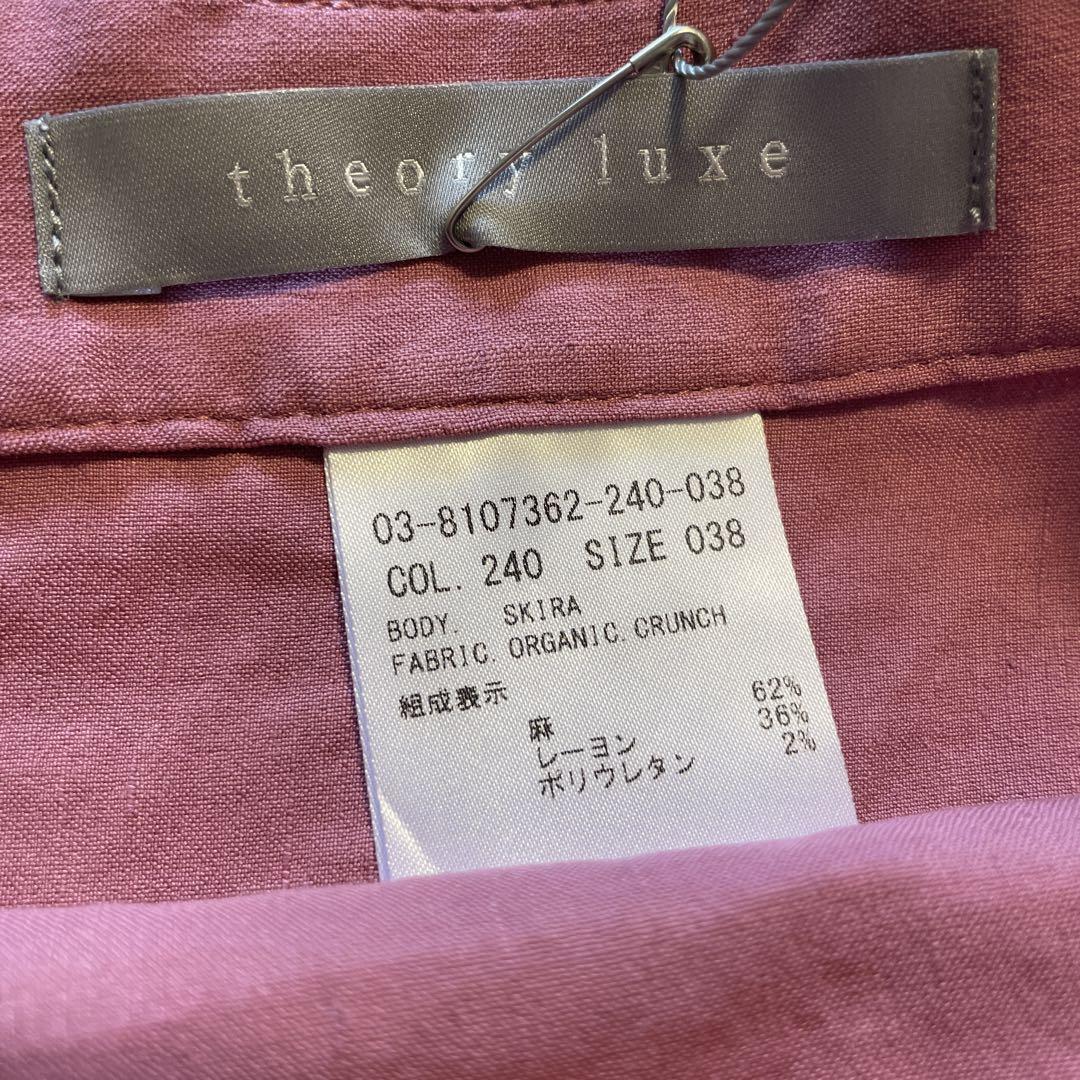 theory luxe
03-8107362-240-038
COL. 240 SIZE 038
BODY. SKIRA
FABRIC. ORGANIC. CRUNCH
組成表示
麻 62%
レーヨン 36%
ポリウレタン 2%